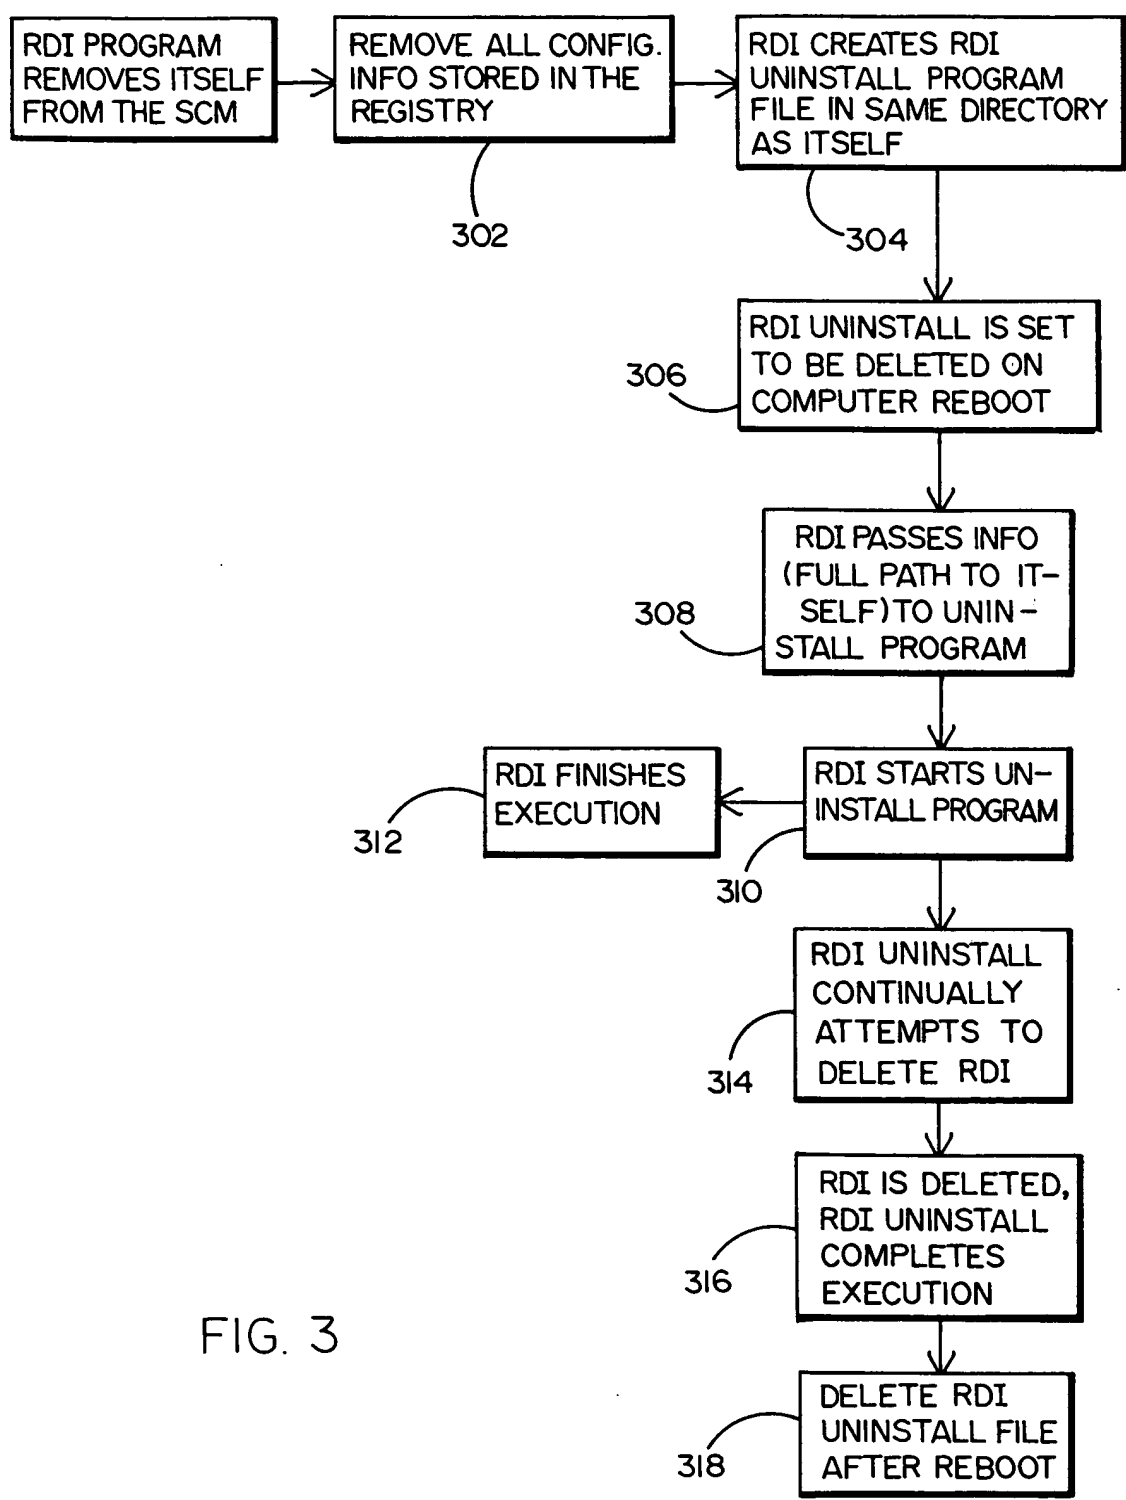 RDI PROGRAM
REMOVES ITSELF
FROM THE SCM
REMOVE ALL CONFIG.
INFO STORED IN THE
REGISTRY
302
RDI CREATES RDI
UNINSTALL PROGRAM
FILE IN SAME DIRECTORY
AS ITSELF
304
RDI UNINSTALL IS SET
TO BE DELETED ON
COMPUTER REBOOT
306
RDI PASSES INFO
(FULL PATH TO IT-
SELF) TO UNIN-
STALL PROGRAM
308
RDI STARTS UN-
INSTALL PROGRAM
310
RDI FINISHES
EXECUTION
312
RDI UNINSTALL
CONTINUALLY
ATTEMPTS TO
DELETE RDI
314
RDI IS DELETED,
RDI UNINSTALL
COMPLETES
EXECUTION
316
DELETE RDI
UNINSTALL FILE
AFTER REBOOT
318
FIG. 3